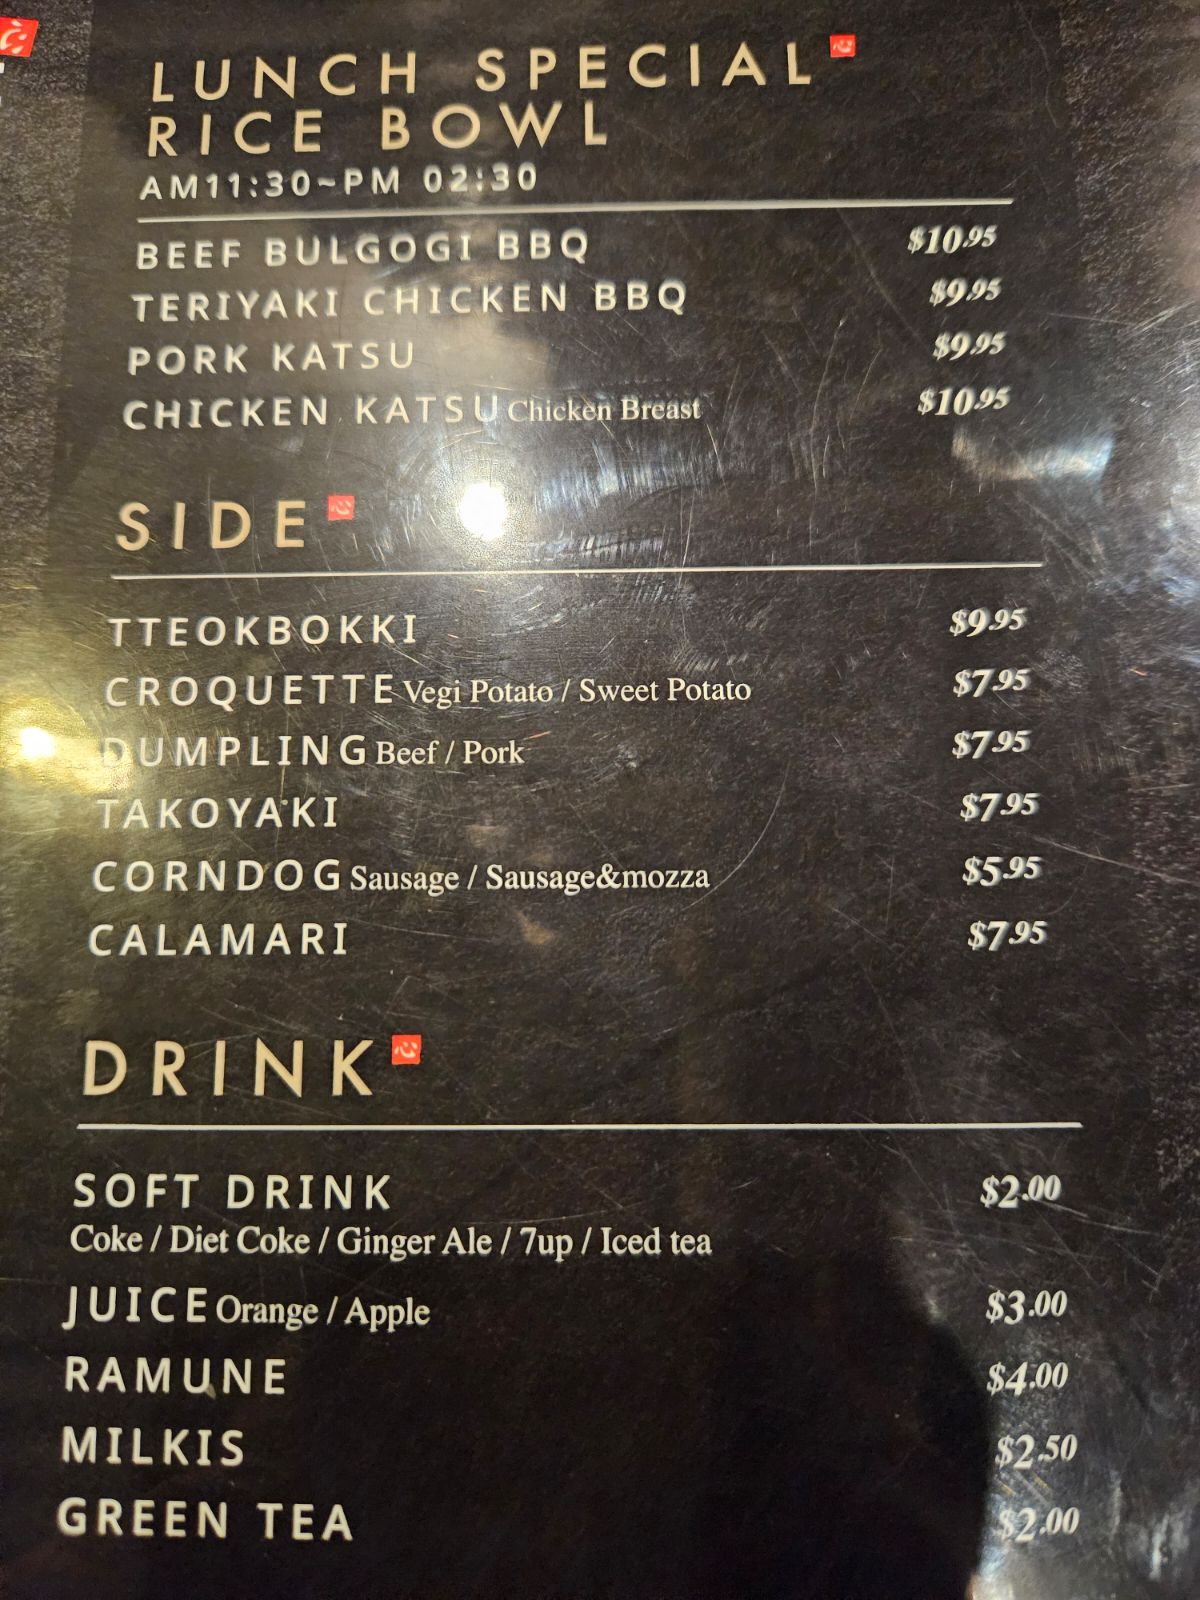 LUNCH SPECIAL
RICE BOWL
AM11:30~PM 02:30
BEEF BULGOGI BBQ $10.95
TERIYAKI CHICKEN BBQ $9.95
PORK KATSU $9.95
CHICKEN KATSU Chicken Breast $10.95
SIDE
TTEOKBOKKI $9.95
CROQUETTE Vegi Potato / Sweet Potato $7.95
DUMPLING Beef / Pork $7.95
TAKOYAKI $7.95
CORNDOG Sausage / Sausage&mozza $5.95
CALAMARI $7.95
DRINK
SOFT DRINK $2.00
Coke / Diet Coke / Ginger Ale / 7up / Iced tea
JUICE Orange / Apple $3.00
RAMUNE $4.00
MILKIS $2.50
GREEN TEA $2.00